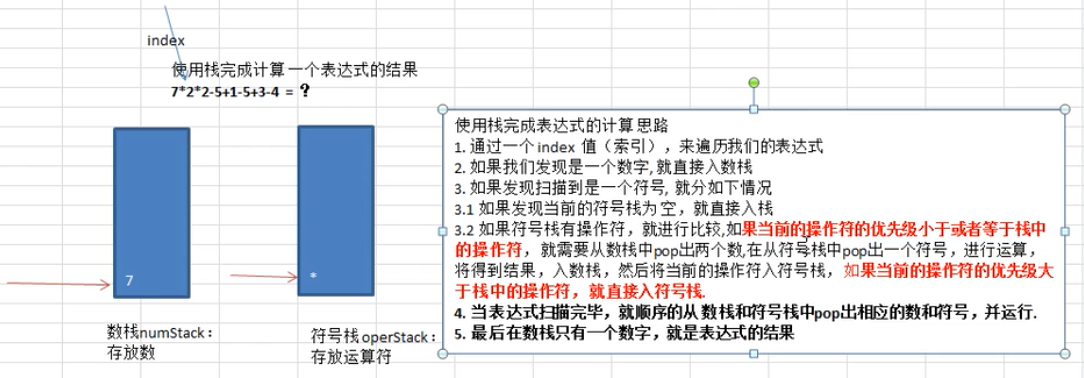 index
使用栈完成计算 一个表达式的结果
7*2*2-5+1-5+3-4 = ?
7
*
数栈numStack：
存放数
符号栈operStack：
存放运算符
使用栈完成表达式的计算 思路
1. 通过一个 index 值（索引），来遍历我们的表达式
2. 如果我们发现是一个数字, 就直接入数栈
3. 如果发现扫描到是一个符号, 就分如下情况
3.1 如果发现当前的符号栈为 空，就直接入栈
3.2 如果符号栈有操作符，就进行比较,如果当前的操作符的优先级小于或者等于栈中
的操作符，就需要从数栈中pop出两个数,在从符号栈中pop出一个符号，进行运算，
将得到结果，入数栈，然后将当前的操作符入符号栈，如果当前的操作符的优先级大
于栈中的操作符，就直接入符号栈.
4. 当表达式扫描完毕，就顺序的从 数栈和符号栈中pop出相应的数和符号，并运行.
5. 最后在数栈只有一个数字，就是表达式的结果